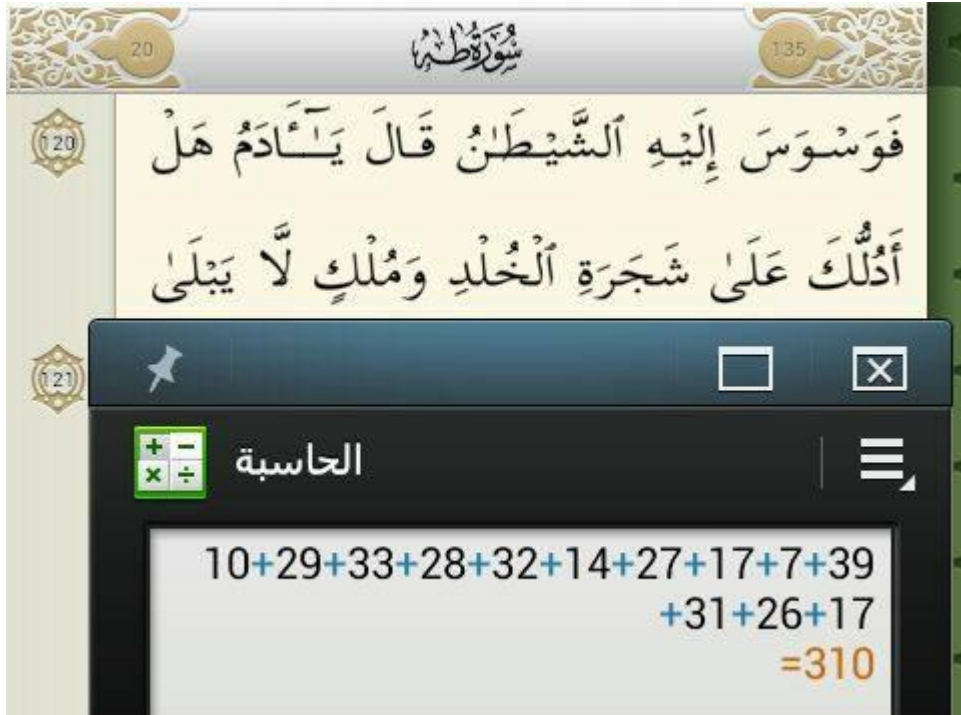 20 سُورَةُ طه 135
120 فَوَسْوَسَ إِلَيْهِ ٱلشَّيْطَـٰنُ قَالَ يَـٰٓـَٔادَمُ هَلْ
أَدُلُّكَ عَلَىٰ شَجَرَةِ ٱلْخُلْدِ وَمُلْكٍ لَّا يَبْلَىٰ
121
الحاسبة
10+29+33+28+32+14+27+17+7+39
+31+26+17
=310